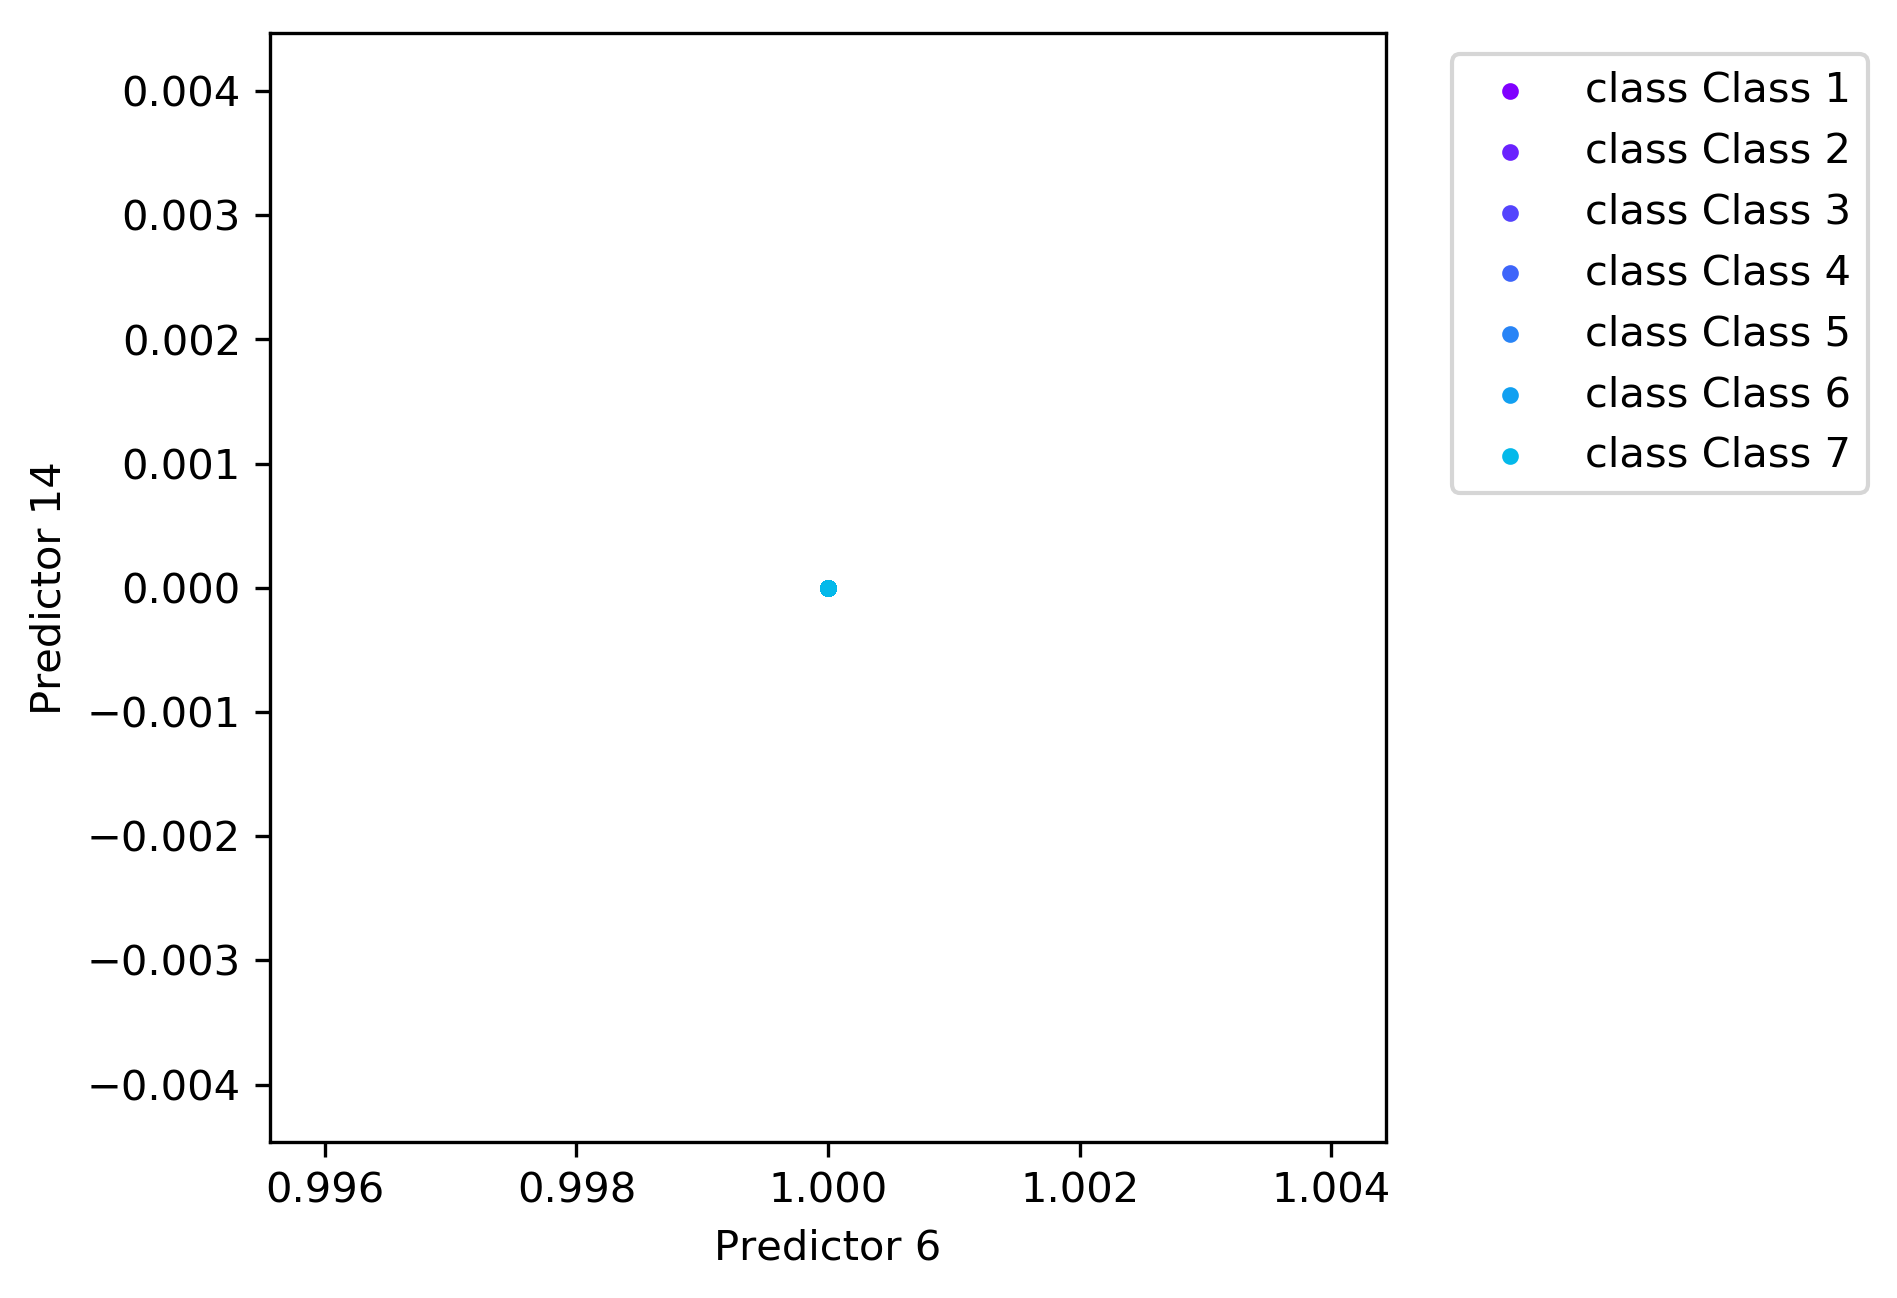 0.004
0.003
0.002
0.001
0.000
−0.001
−0.002
−0.003
−0.004
Predictor 14
0.996
0.998
1.000
1.002
1.004
Predictor 6
class Class 1
class Class 2
class Class 3
class Class 4
class Class 5
class Class 6
class Class 7